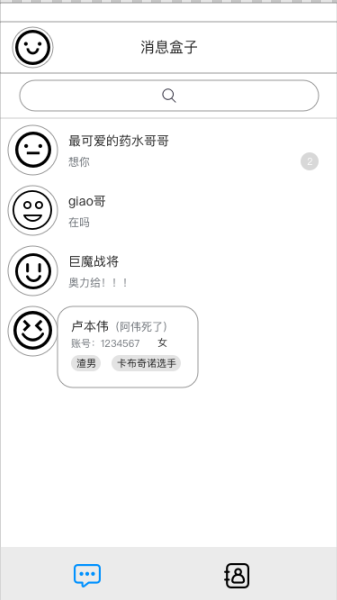 消息盒子
最可爱的药水哥哥
想你
2
giao哥
在吗
巨魔战将
奥力给！！！
卢本伟（阿伟死了）
账号：1234567 女
渣男 卡布奇诺选手